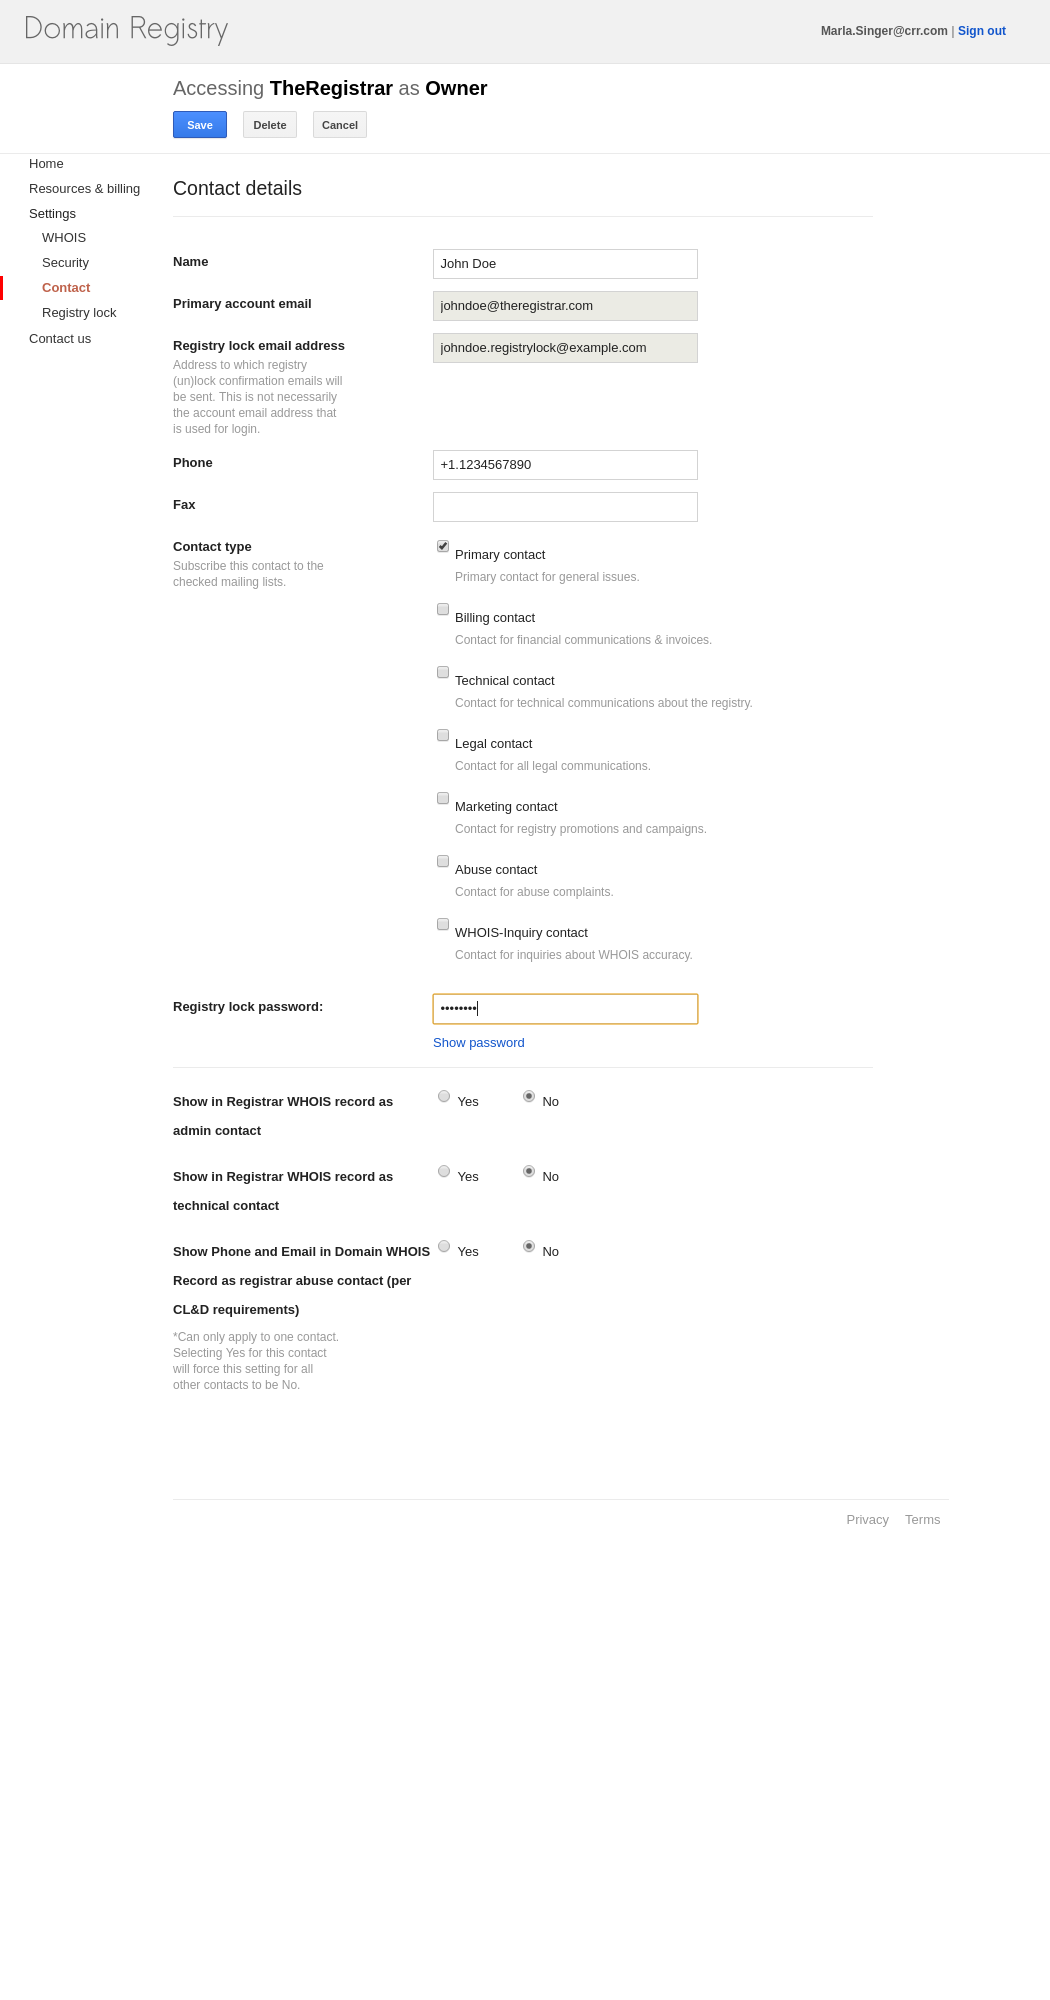 Domain Registry
Marla.Singer@crr.com | Sign out
Accessing TheRegistrar as Owner
Save Delete Cancel
Home
Resources & billing
Settings
WHOIS
Security
Contact
Registry lock
Contact us
Contact details
Name
John Doe
Primary account email
johndoe@theregistrar.com
Registry lock email address
johndoe.registrylock@example.com
Address to which registry
(un)lock confirmation emails will
be sent. This is not necessarily
the account email address that
is used for login.
Phone
+1.1234567890
Fax
Contact type
Subscribe this contact to the
checked mailing lists.
Primary contact
Primary contact for general issues.
Billing contact
Contact for financial communications & invoices.
Technical contact
Contact for technical communications about the registry.
Legal contact
Contact for all legal communications.
Marketing contact
Contact for registry promotions and campaigns.
Abuse contact
Contact for abuse complaints.
WHOIS-Inquiry contact
Contact for inquiries about WHOIS accuracy.
Registry lock password:
••••••••
Show password
Show in Registrar WHOIS record as
admin contact
Yes No
Show in Registrar WHOIS record as
technical contact
Yes No
Show Phone and Email in Domain WHOIS
Record as registrar abuse contact (per
CL&D requirements)
Yes No
*Can only apply to one contact.
Selecting Yes for this contact
will force this setting for all
other contacts to be No.
Privacy Terms